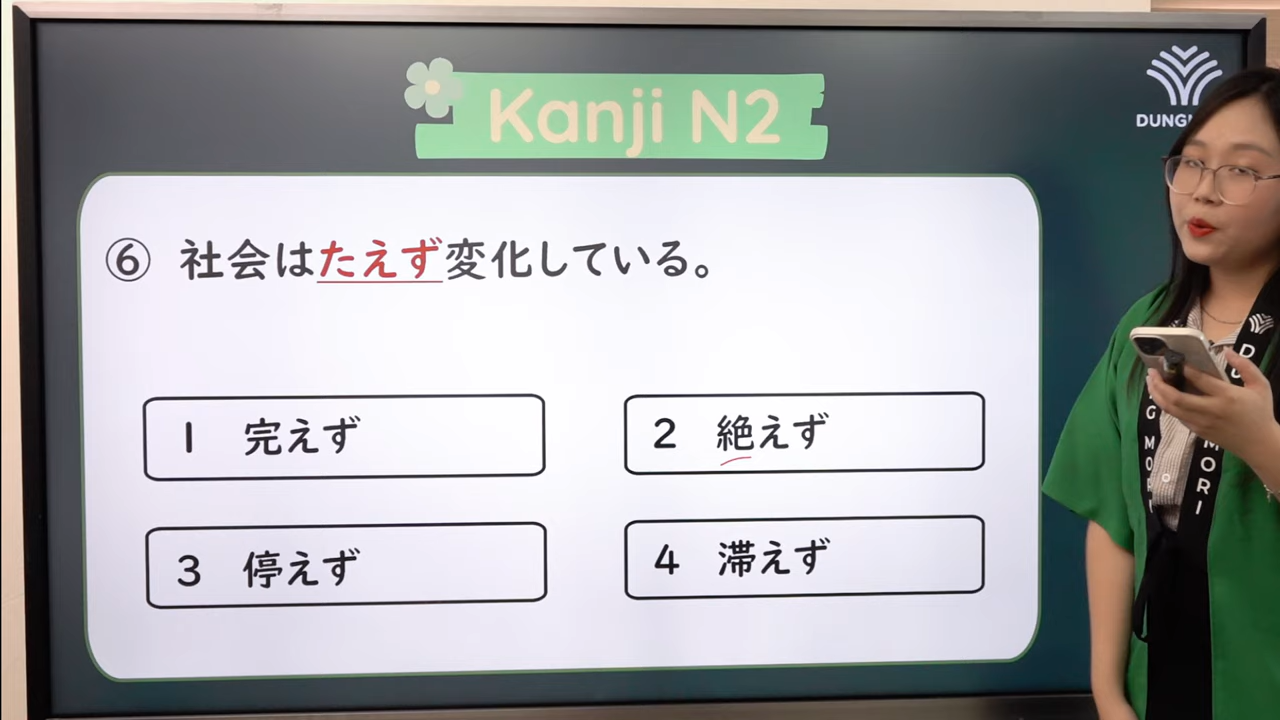 Kanji N2
⑥ 社会はたえず変化している。
1 完えず
2 絶えず
3 停えず
4 滞えず
MORI